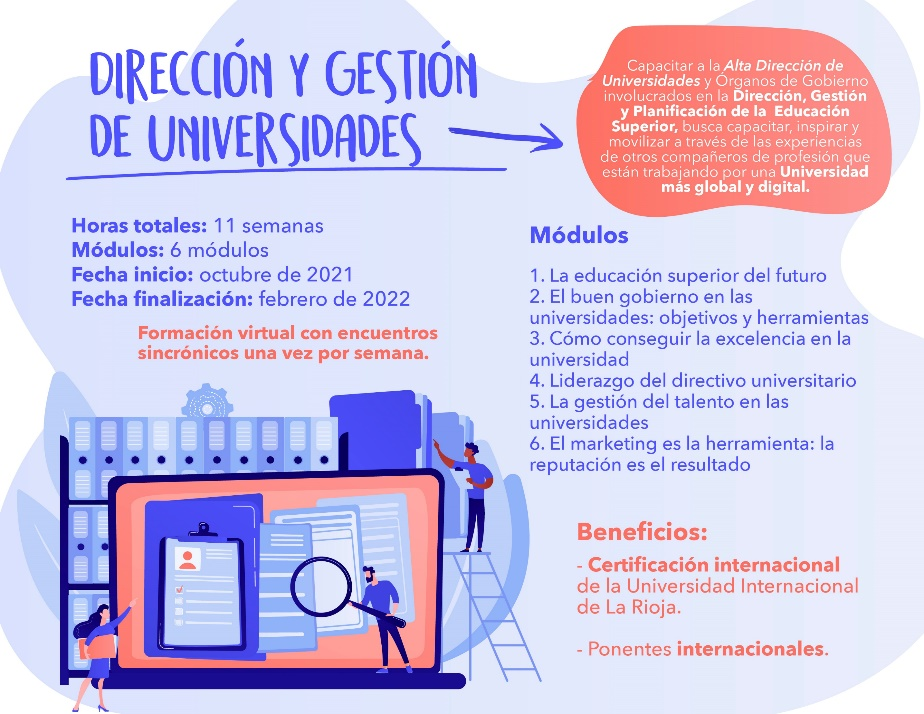 DIRECCIÓN Y GESTIÓN
DE UNIVERSIDADES
Capacitar a la Alta Dirección de
Universidades y Órganos de Gobierno
involucrados en la Dirección, Gestión
y Planificación de la Educación
Superior, busca capacitar, inspirar y
movilizar a través de las experiencias
de otros compañeros de profesión que
están trabajando por una Universidad
más global y digital.
Horas totales: 11 semanas
Módulos: 6 módulos
Fecha inicio: octubre de 2021
Fecha finalización: febrero de 2022
Formación virtual con encuentros
sincrónicos una vez por semana.
Módulos
1. La educación superior del futuro
2. El buen gobierno en las
universidades: objetivos y herramientas
3. Cómo conseguir la excelencia en la
universidad
4. Liderazgo del directivo universitario
5. La gestión del talento en las
universidades
6. El marketing es la herramienta: la
reputación es el resultado
Beneficios:
- Certificación internacional
de la Universidad Internacional
de La Rioja.
- Ponentes internacionales.